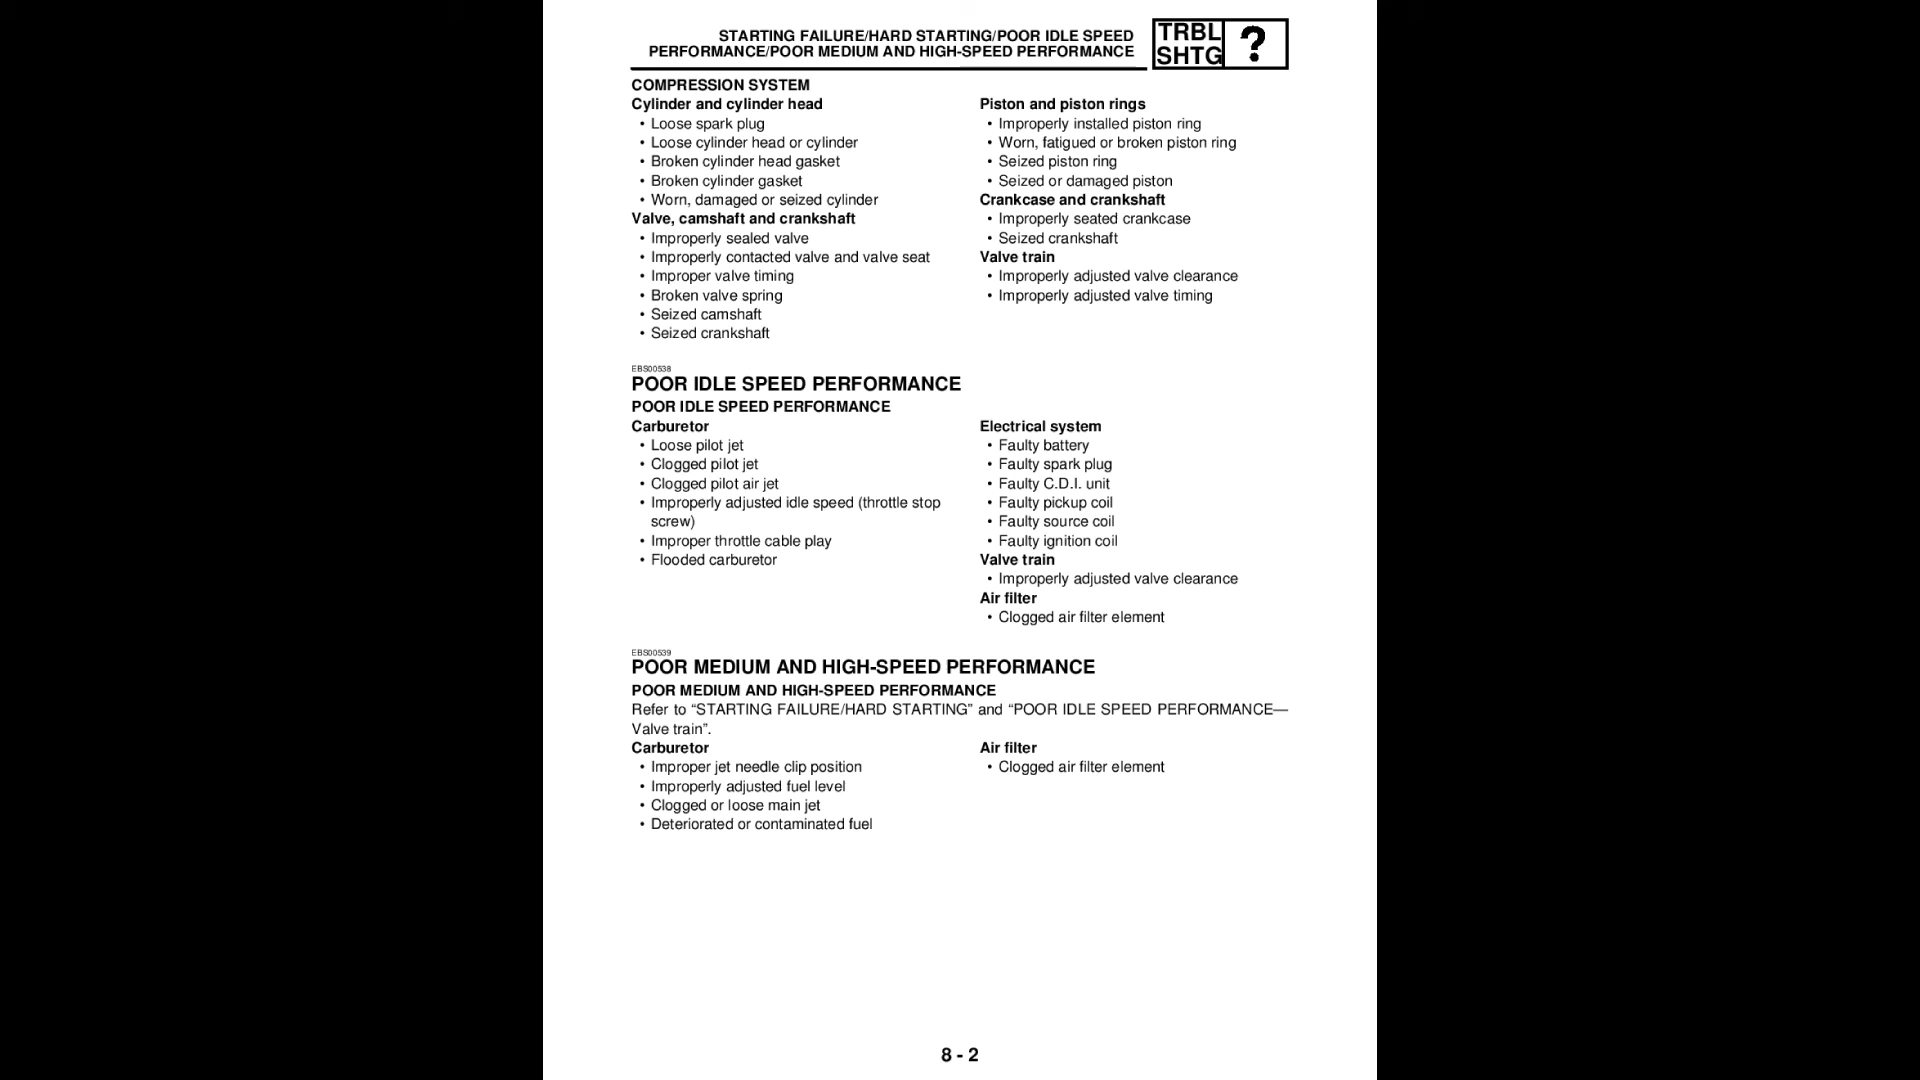 STARTING FAILURE/HARD STARTING/POOR IDLE SPEED
PERFORMANCE/POOR MEDIUM AND HIGH-SPEED PERFORMANCE
TRBL
SHTG
?
COMPRESSION SYSTEM
Cylinder and cylinder head
• Loose spark plug
• Loose cylinder head or cylinder
• Broken cylinder head gasket
• Broken cylinder gasket
• Worn, damaged or seized cylinder
Valve, camshaft and crankshaft
• Improperly sealed valve
• Improperly contacted valve and valve seat
• Improper valve timing
• Broken valve spring
• Seized camshaft
• Seized crankshaft
Piston and piston rings
• Improperly installed piston ring
• Worn, fatigued or broken piston ring
• Seized piston ring
• Seized or damaged piston
Crankcase and crankshaft
• Improperly seated crankcase
• Seized crankshaft
Valve train
• Improperly adjusted valve clearance
• Improperly adjusted valve timing
EBS00538
POOR IDLE SPEED PERFORMANCE
POOR IDLE SPEED PERFORMANCE
Carburetor
• Loose pilot jet
• Clogged pilot jet
• Clogged pilot air jet
• Improperly adjusted idle speed (throttle stop
screw)
• Improper throttle cable play
• Flooded carburetor
Electrical system
• Faulty battery
• Faulty spark plug
• Faulty C.D.I. unit
• Faulty pickup coil
• Faulty source coil
• Faulty ignition coil
Valve train
• Improperly adjusted valve clearance
Air filter
• Clogged air filter element
EBS00539
POOR MEDIUM AND HIGH-SPEED PERFORMANCE
POOR MEDIUM AND HIGH-SPEED PERFORMANCE
Refer to “STARTING FAILURE/HARD STARTING” and “POOR IDLE SPEED PERFORMANCE—
Valve train”.
Carburetor
• Improper jet needle clip position
• Improperly adjusted fuel level
• Clogged or loose main jet
• Deteriorated or contaminated fuel
Air filter
• Clogged air filter element
8 - 2